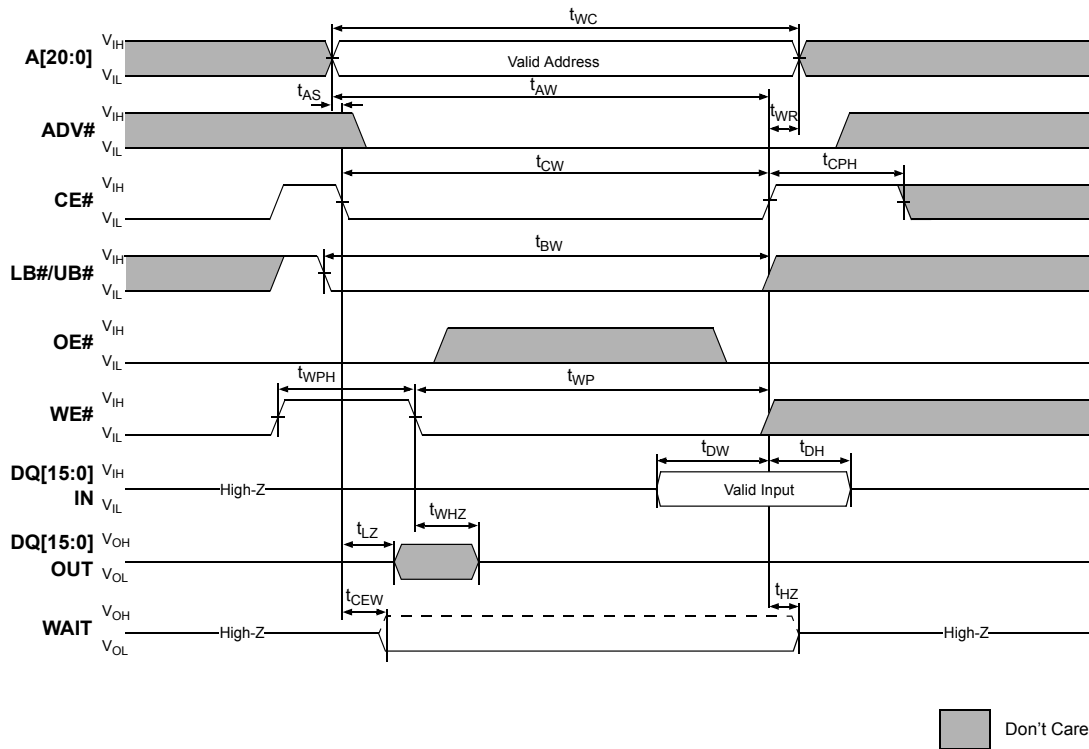 tWC
A[20:0] VIH
VIL
Valid Address
tAS
tAW
ADV# VIH
VIL
tWR
tCW
tCPH
CE# VIH
VIL
tBW
LB#/UB# VIH
VIL
OE# VIH
VIL
tWPH
tWP
WE# VIH
VIL
tDW
tDH
DQ[15:0] IN VIH
VIL
High-Z
Valid Input
tWHZ
tLZ
DQ[15:0] OUT VOH
VOL
tCEW
tHZ
WAIT VOH
VOL
High-Z
High-Z
Don't Care